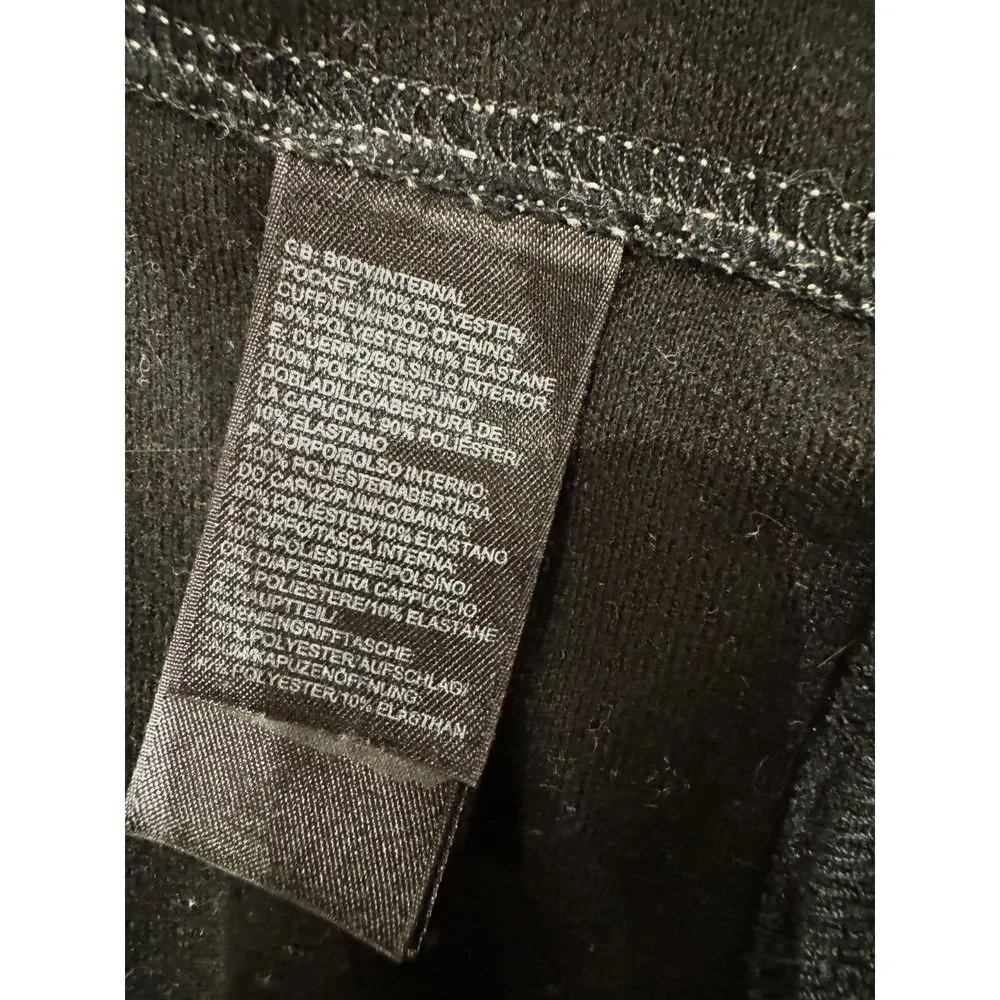 GB: BODY/INTERNAL
POCKET: 100% POLYESTER/
CUFF/HEM/HOOD OPENING:
90% POLYESTER/10% ELASTANE
E: CUERPO/BOLSILLO INTERIOR:
100% POLIÉSTER/PUÑO/
DOBLADILLO/ABERTURA DE
LA CAPUCHA: 90% POLIÉSTER/
10% ELASTANO
P: CORPO/BOLSO INTERNO:
100% POLIÉSTER/ABERTURA
DO CAPUZ/PUNHO/BAINHA:
90% POLIÉSTER/10% ELASTANO
I: CORPO/TASCA INTERNA:
100% POLIESTERE/POLSINO/
ORLO/APERTURA CAPPUCCIO:
90% POLIESTERE/10% ELASTANE
HAUPTTEIL/
INNENEINGRIFFTASCHE:
100% POLYESTER/AUFSCHLAG/
SAUM/KAPUZENÖFFNUNG:
POLYESTER/10% ELASTHAN